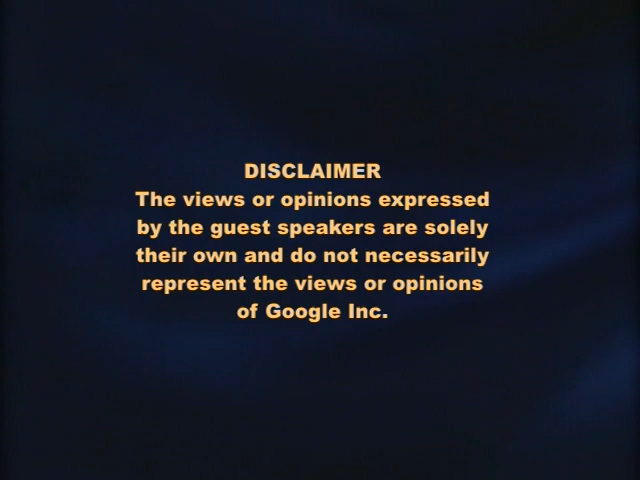 DISCLAIMER
The views or opinions expressed
by the guest speakers are solely
their own and do not necessarily
represent the views or opinions
of Google Inc.